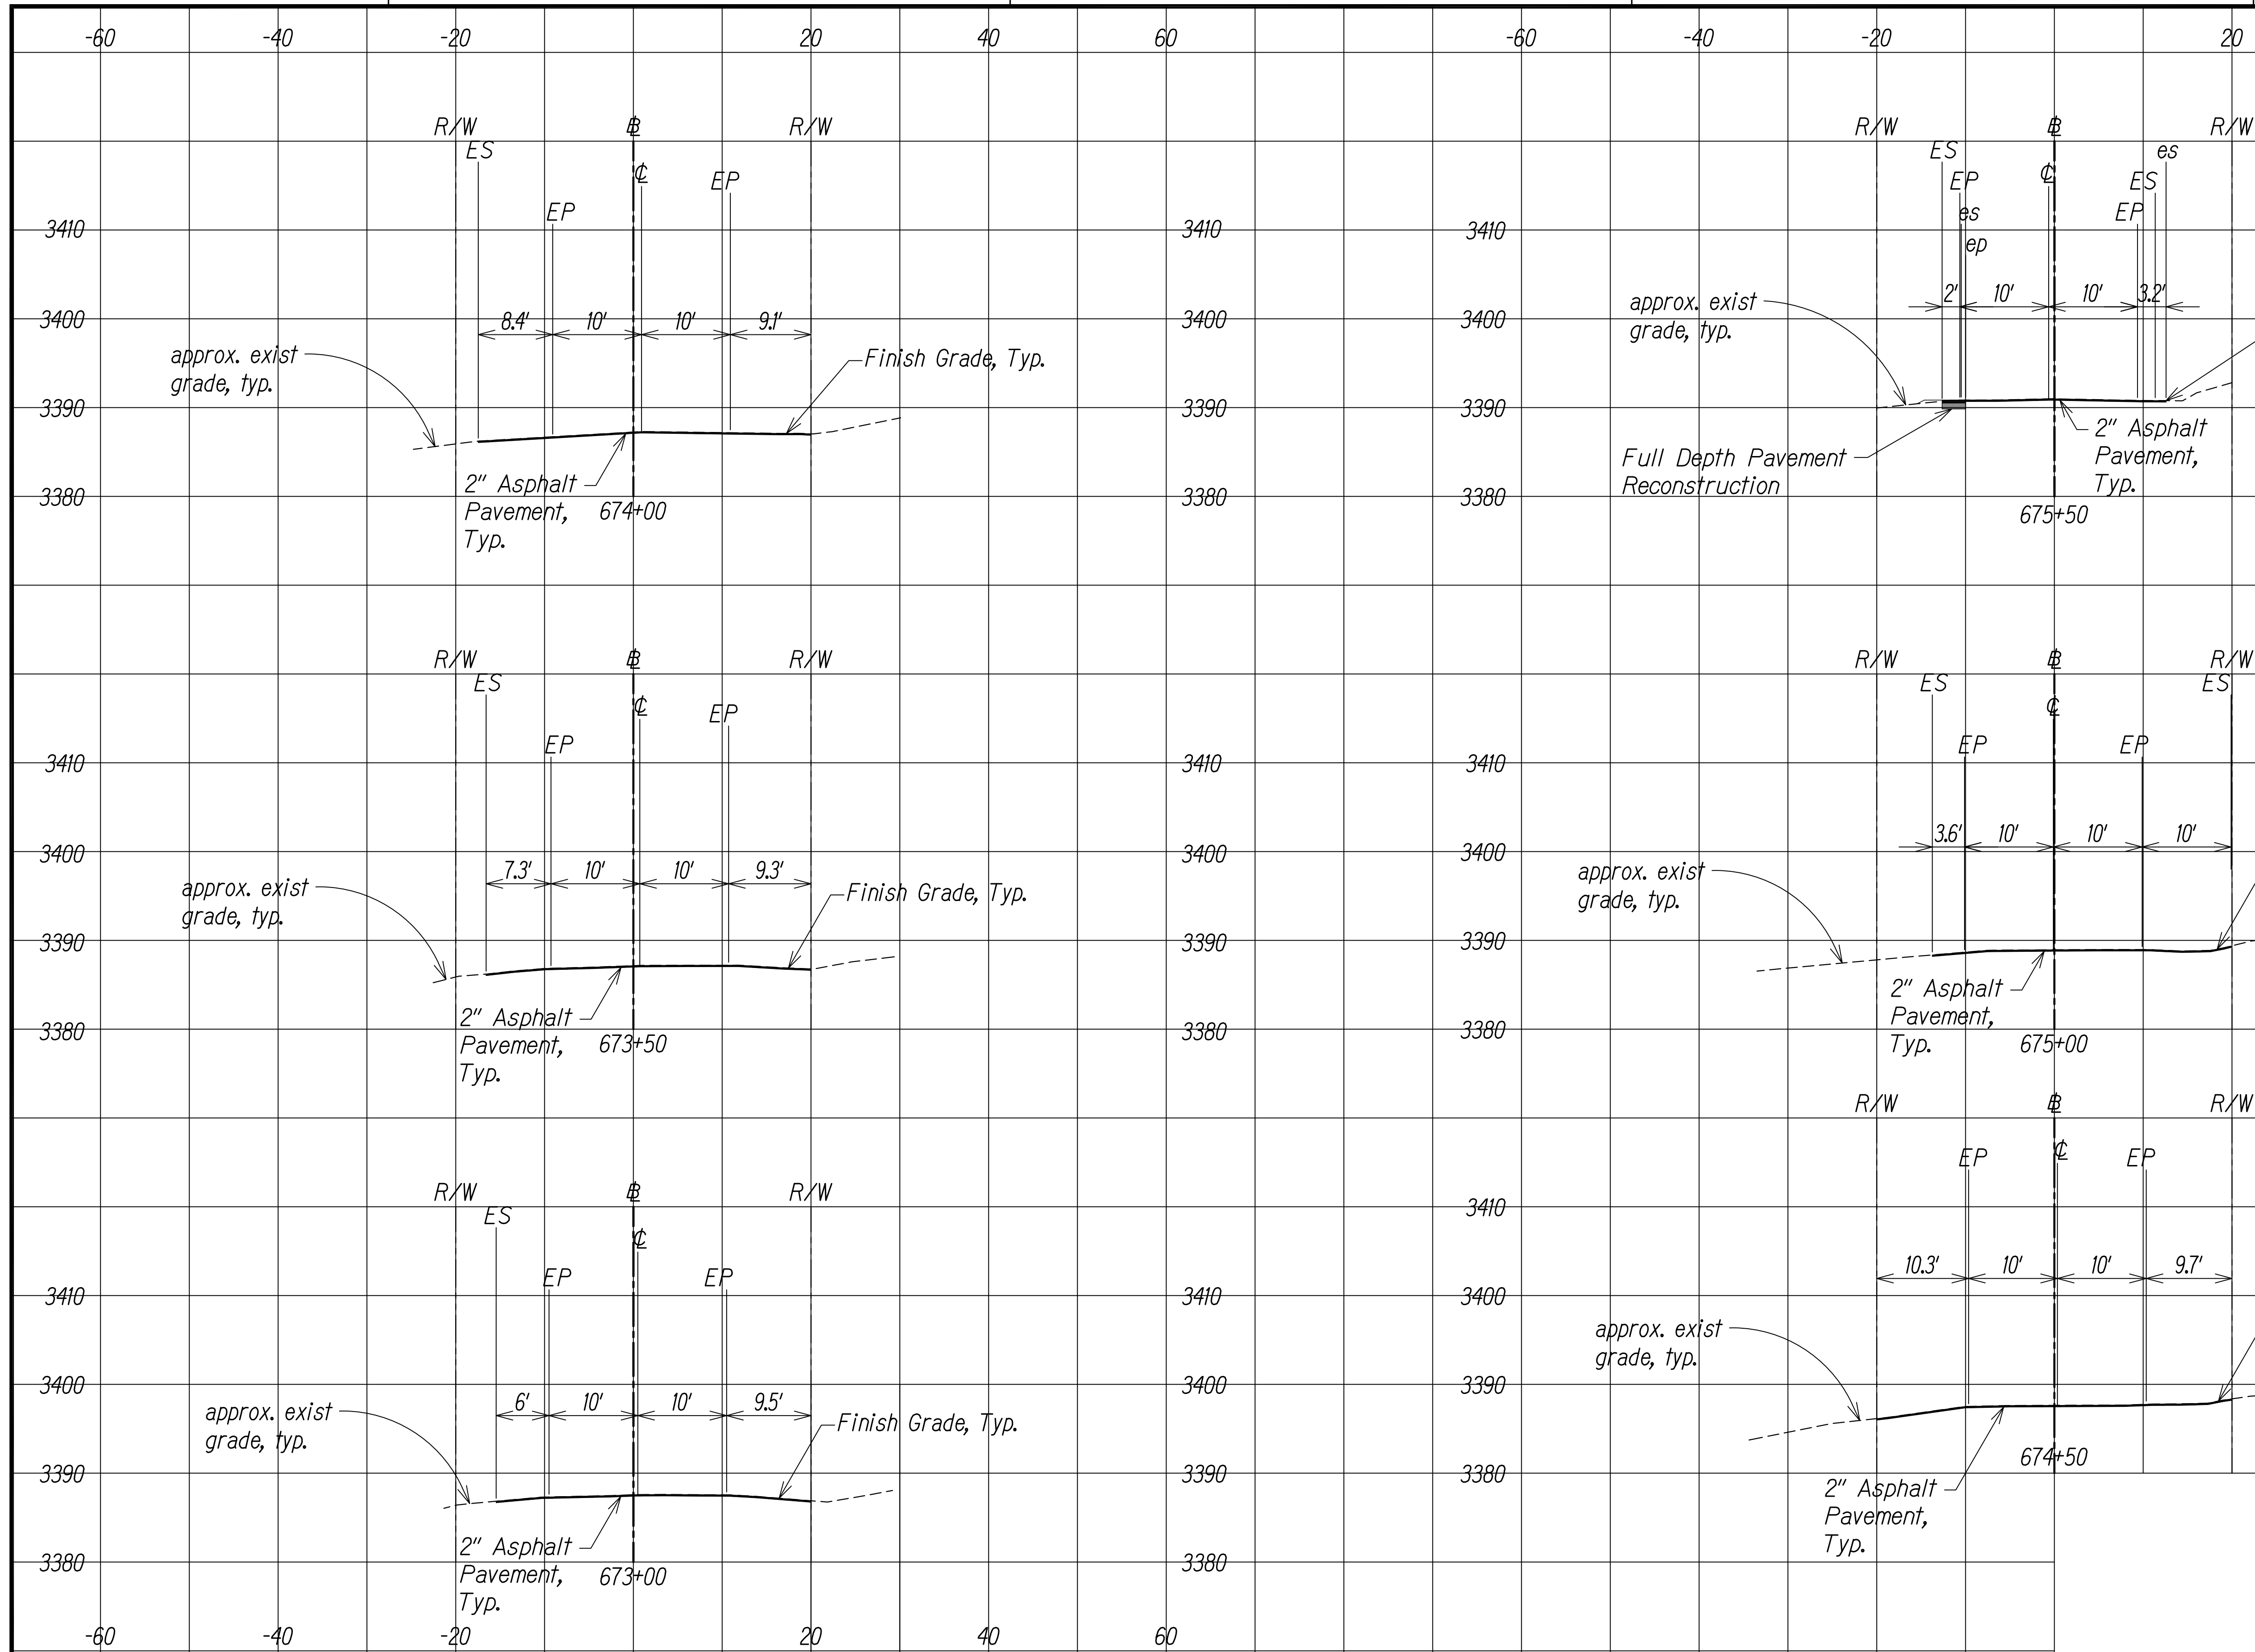 -60 -40 -20 20 40 60 -60 -40 -20 20
R/W ⅊ R/W
ES
℄
EP
EP
3410 3410
3400 3400
8.4' 10' 10' 9.1'
approx. exist
grade, typ.
Finish Grade, Typ.
3390 3390
2" Asphalt
Pavement,
Typ.
3380 3380
674+00
R/W ⅊ R/W
ES
℄
EP
EP
3410 3410
3400 3400
7.3' 10' 10' 9.3'
approx. exist
grade, typ.
Finish Grade, Typ.
3390 3390
2" Asphalt
Pavement,
Typ.
3380 3380
673+50
R/W ⅊ R/W
ES
℄
EP EP
3410 3410
3400 3400
6' 10' 10' 9.5'
approx. exist
grade, typ.
Finish Grade, Typ.
3390 3390
2" Asphalt
Pavement,
Typ.
3380 3380
673+00
R/W ⅊ R/W
ES es
EP ℄ ES
es EP
ep
3410
2' 10' 10' 3.2'
approx. exist
grade, typ.
3400
3390
Full Depth Pavement
Reconstruction
2" Asphalt
Pavement,
Typ.
3380
675+50
R/W ⅊ R/W
ES ES
℄
EP EP
3410
3.6' 10' 10' 10'
3400
approx. exist
grade, typ.
3390
2" Asphalt
Pavement,
Typ.
3380
675+00
R/W ⅊ R/W
EP ℄ EP
3410
10.3' 10' 10' 9.7'
3400
approx. exist
grade, typ.
3390
674+50
3380
2" Asphalt
Pavement,
Typ.
-60 -40 -20 20 40 60